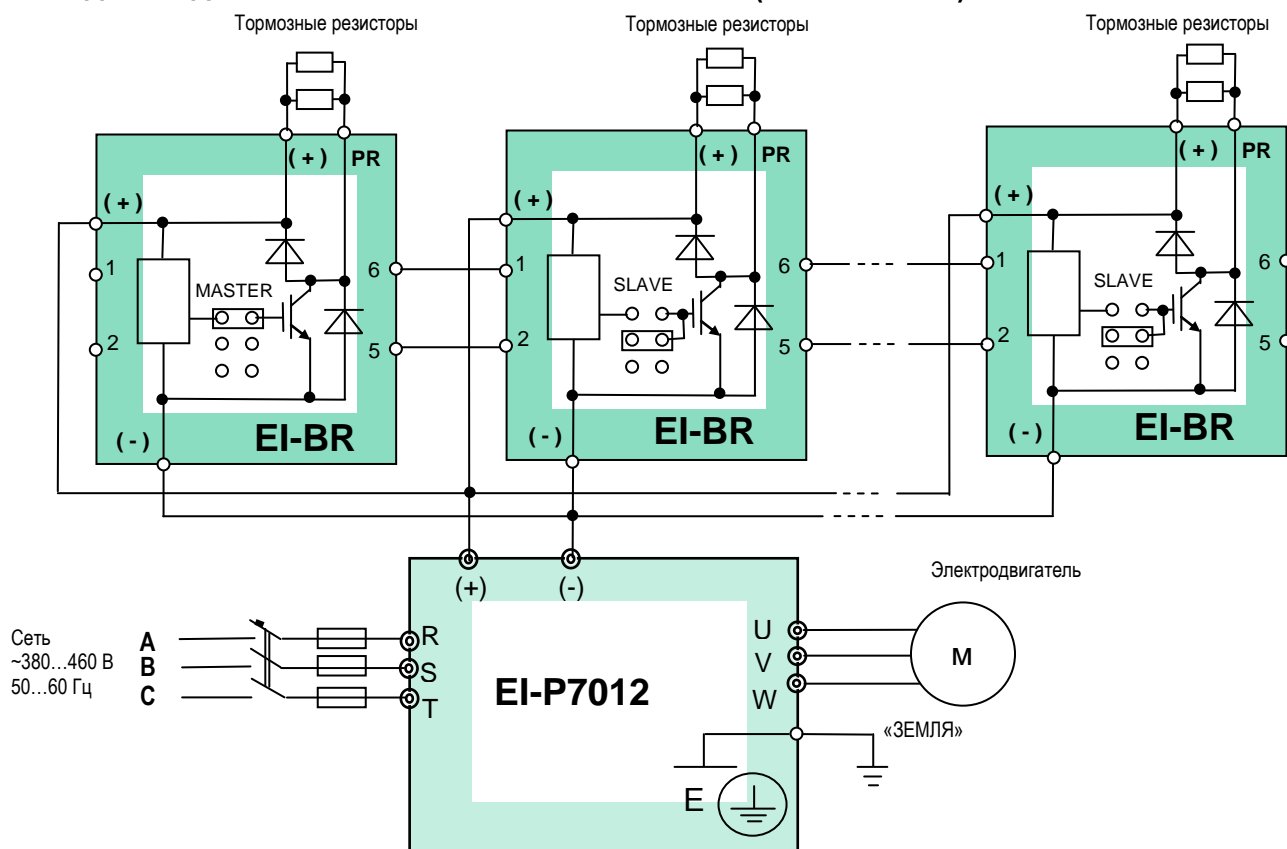 Тормозные резисторы
Тормозные резисторы
Тормозные резисторы
(+) PR
(+) PR
(+) PR
(+)
(+)
(+)
1
6
1
6
1
6
MASTER
SLAVE
SLAVE
2
5
2
5
2
5
(-)
EI-BR
(-)
EI-BR
(-)
EI-BR
(+)
(-)
Электродвигатель
Сеть
~380...460 В
50...60 Гц
A
B
C
R
S
T
EI-P7012
U
V
W
M
«ЗЕМЛЯ»
E